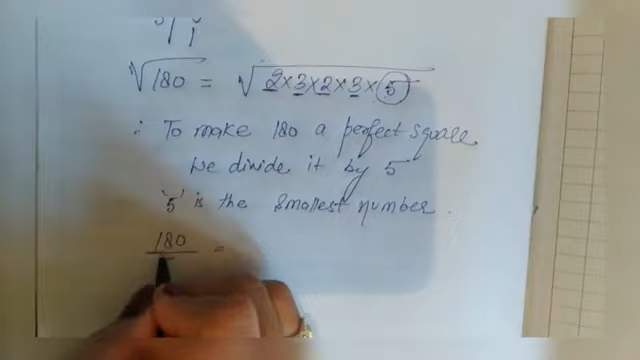 √180 = √2×3×2×3×5
∴ To make 180 a perfect square
we divide it by 5
'5' is the smallest number.
180 =